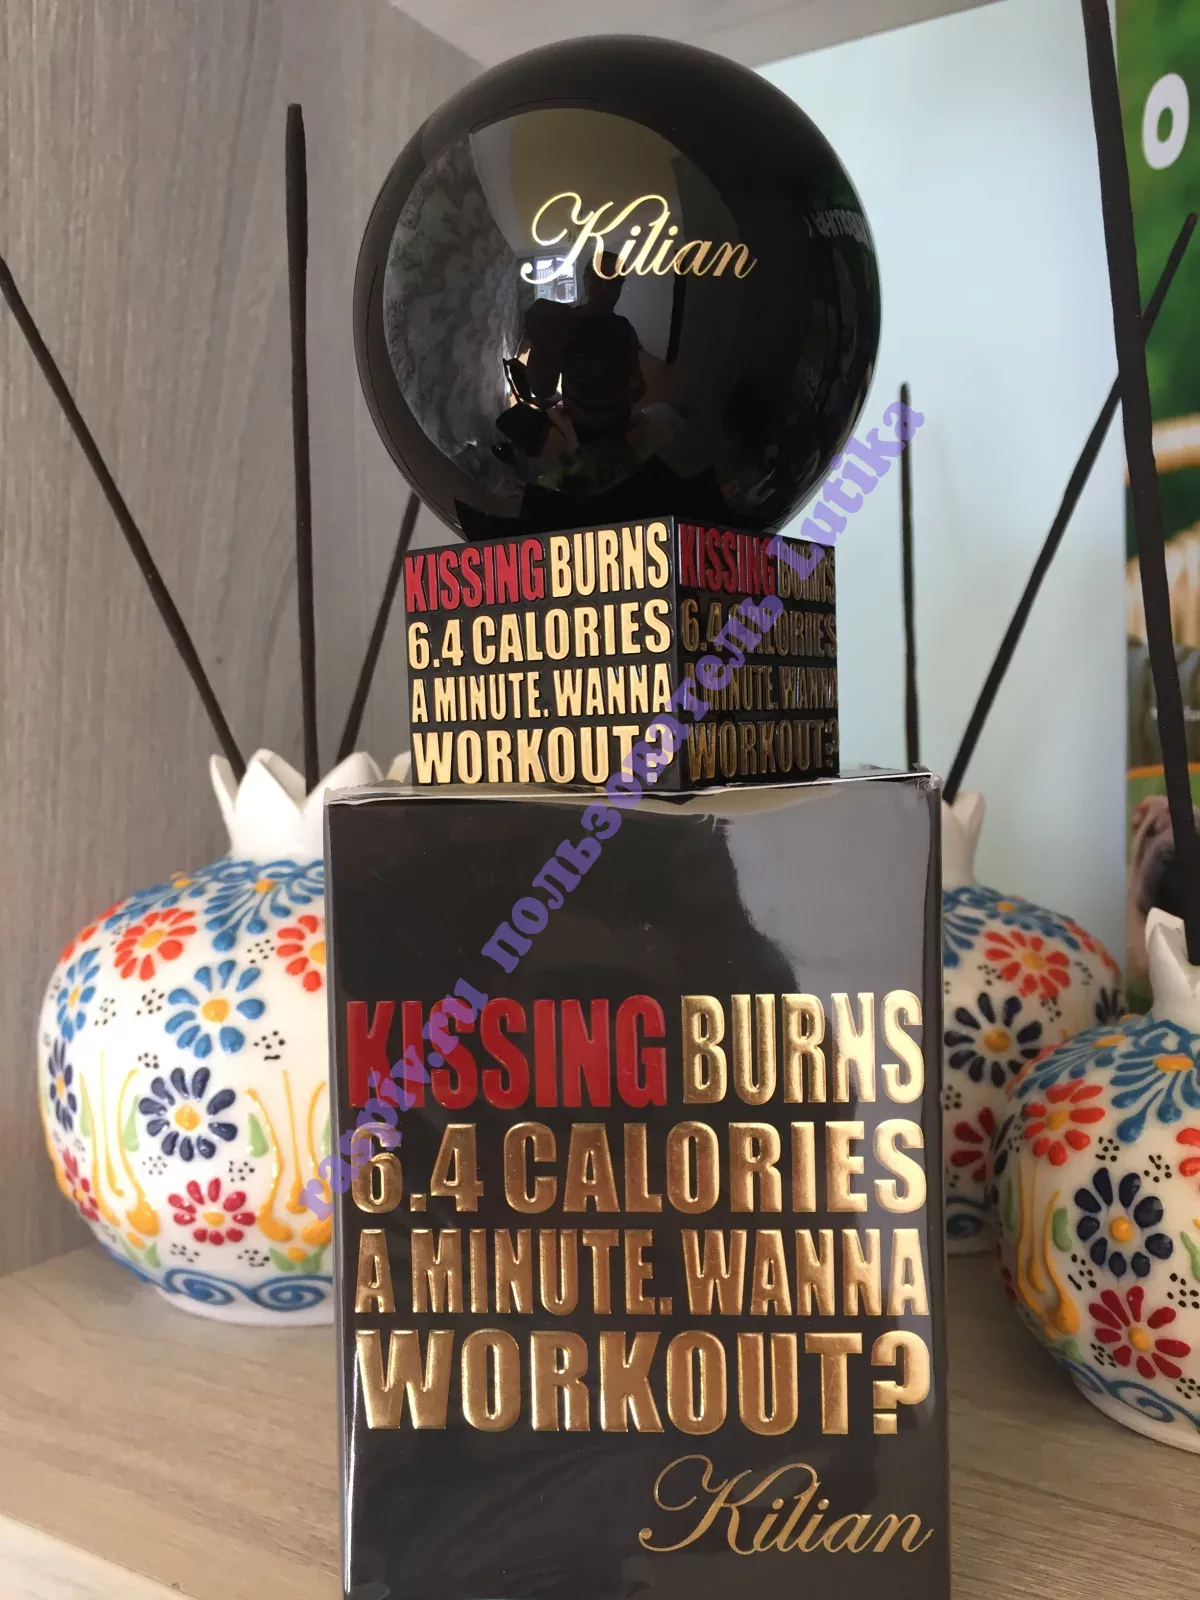 O
Kilian
KISSING BURNS
6.4 CALORIES
A MINUTE. WANNA
WORKOUT?
KISSING BURNS
6.4 CALORIES
A MINUTE. WANNA
WORKOUT?
KISSING BURNS
6.4 CALORIES
A MINUTE. WANNA
WORKOUT?
Kilian
raspiv.ru пользователь Lutika